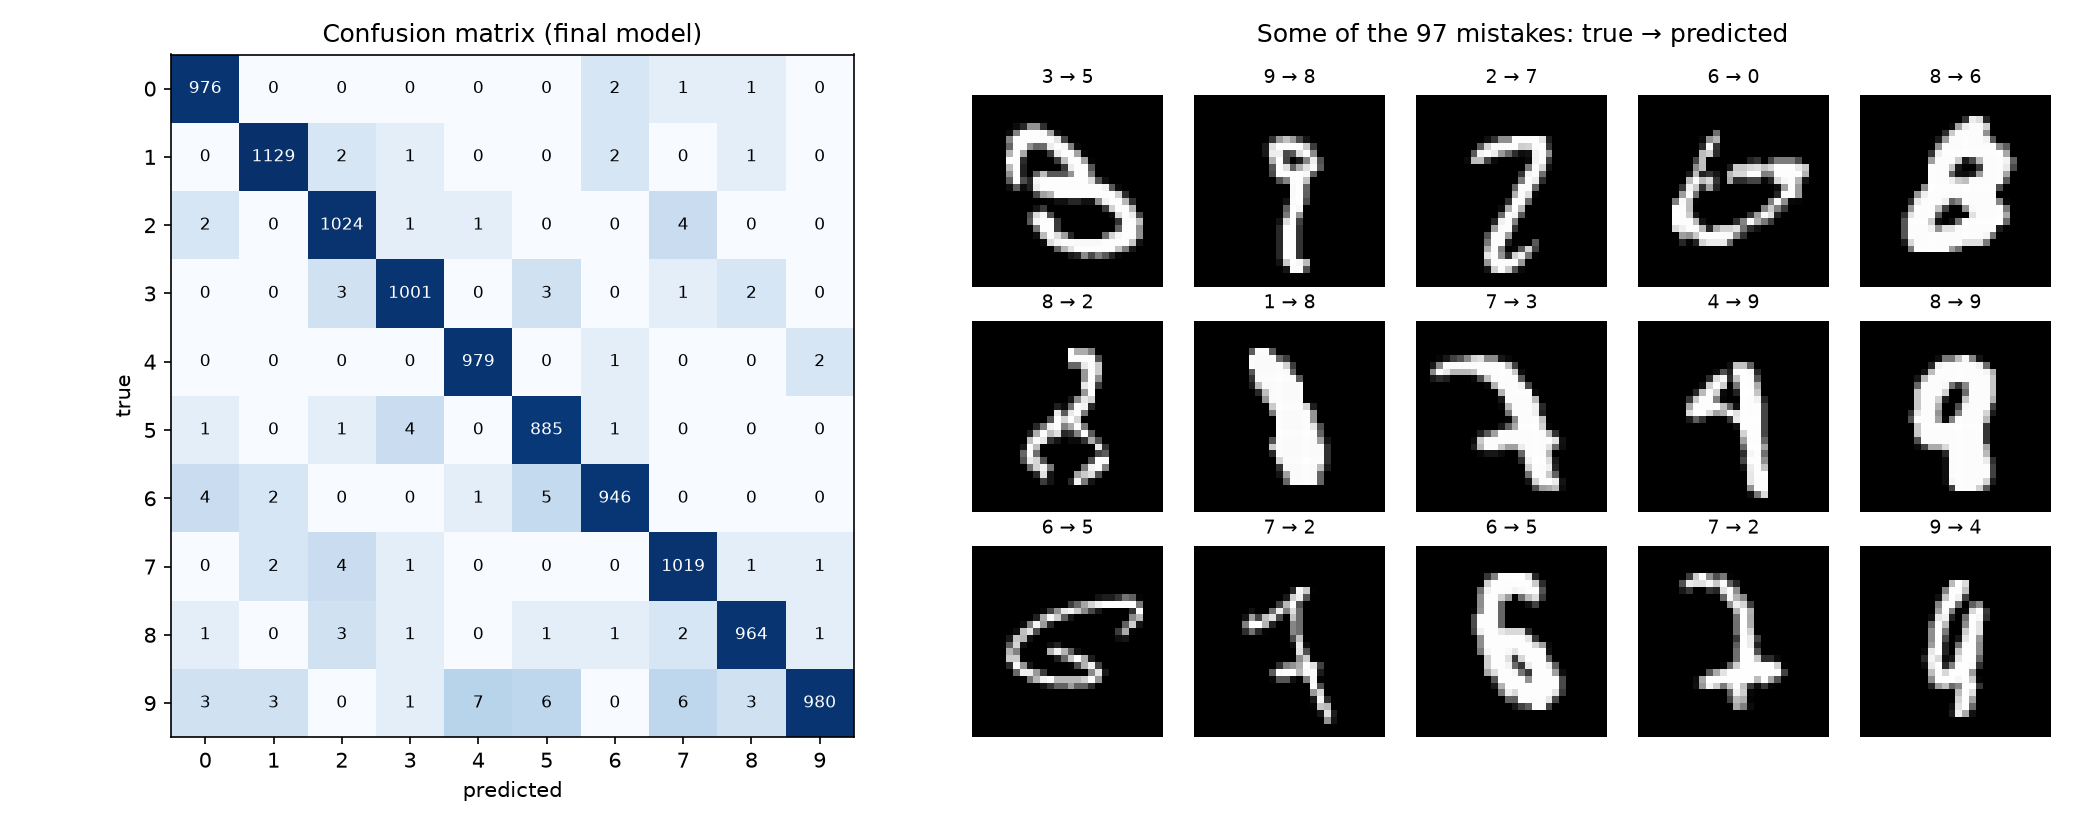 Confusion matrix (final model)
true
0 976 0 0 0 0 0 2 1 1 0
1 0 1129 2 1 0 0 2 0 1 0
2 2 0 1024 1 1 0 0 4 0 0
3 0 0 3 1001 0 3 0 1 2 0
4 0 0 0 0 979 0 1 0 0 2
5 1 0 1 4 0 885 1 0 0 0
6 4 2 0 0 1 5 946 0 0 0
7 0 2 4 1 0 0 0 1019 1 1
8 1 0 3 1 0 1 1 2 964 1
9 3 3 0 1 7 6 0 6 3 980
0 1 2 3 4 5 6 7 8 9
predicted
Some of the 97 mistakes: true → predicted
3 → 5 9 → 8 2 → 7 6 → 0 8 → 6
8 → 2 1 → 8 7 → 3 4 → 9 8 → 9
6 → 5 7 → 2 6 → 5 7 → 2 9 → 4